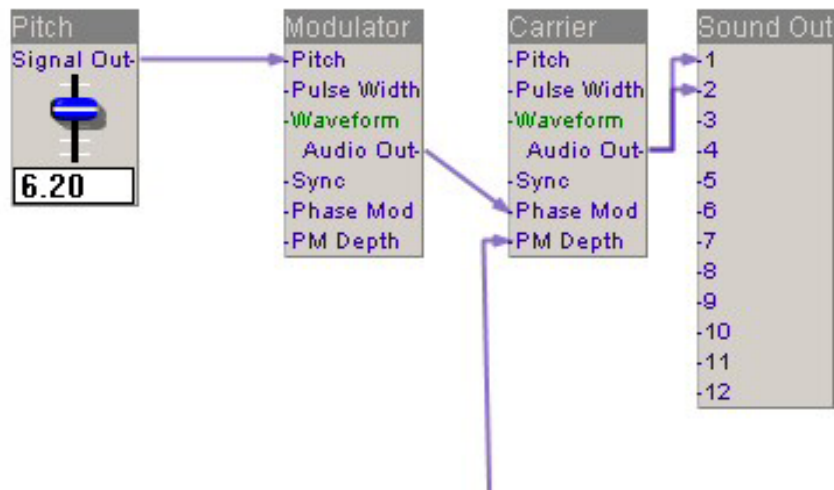 Pitch
Signal Out
6.20
Modulator
Pitch
Pulse Width
Waveform
Audio Out
Sync
Phase Mod
PM Depth
Carrier
Pitch
Pulse Width
Waveform
Audio Out
Sync
Phase Mod
PM Depth
Sound Out
1
2
3
4
5
6
7
8
9
10
11
12